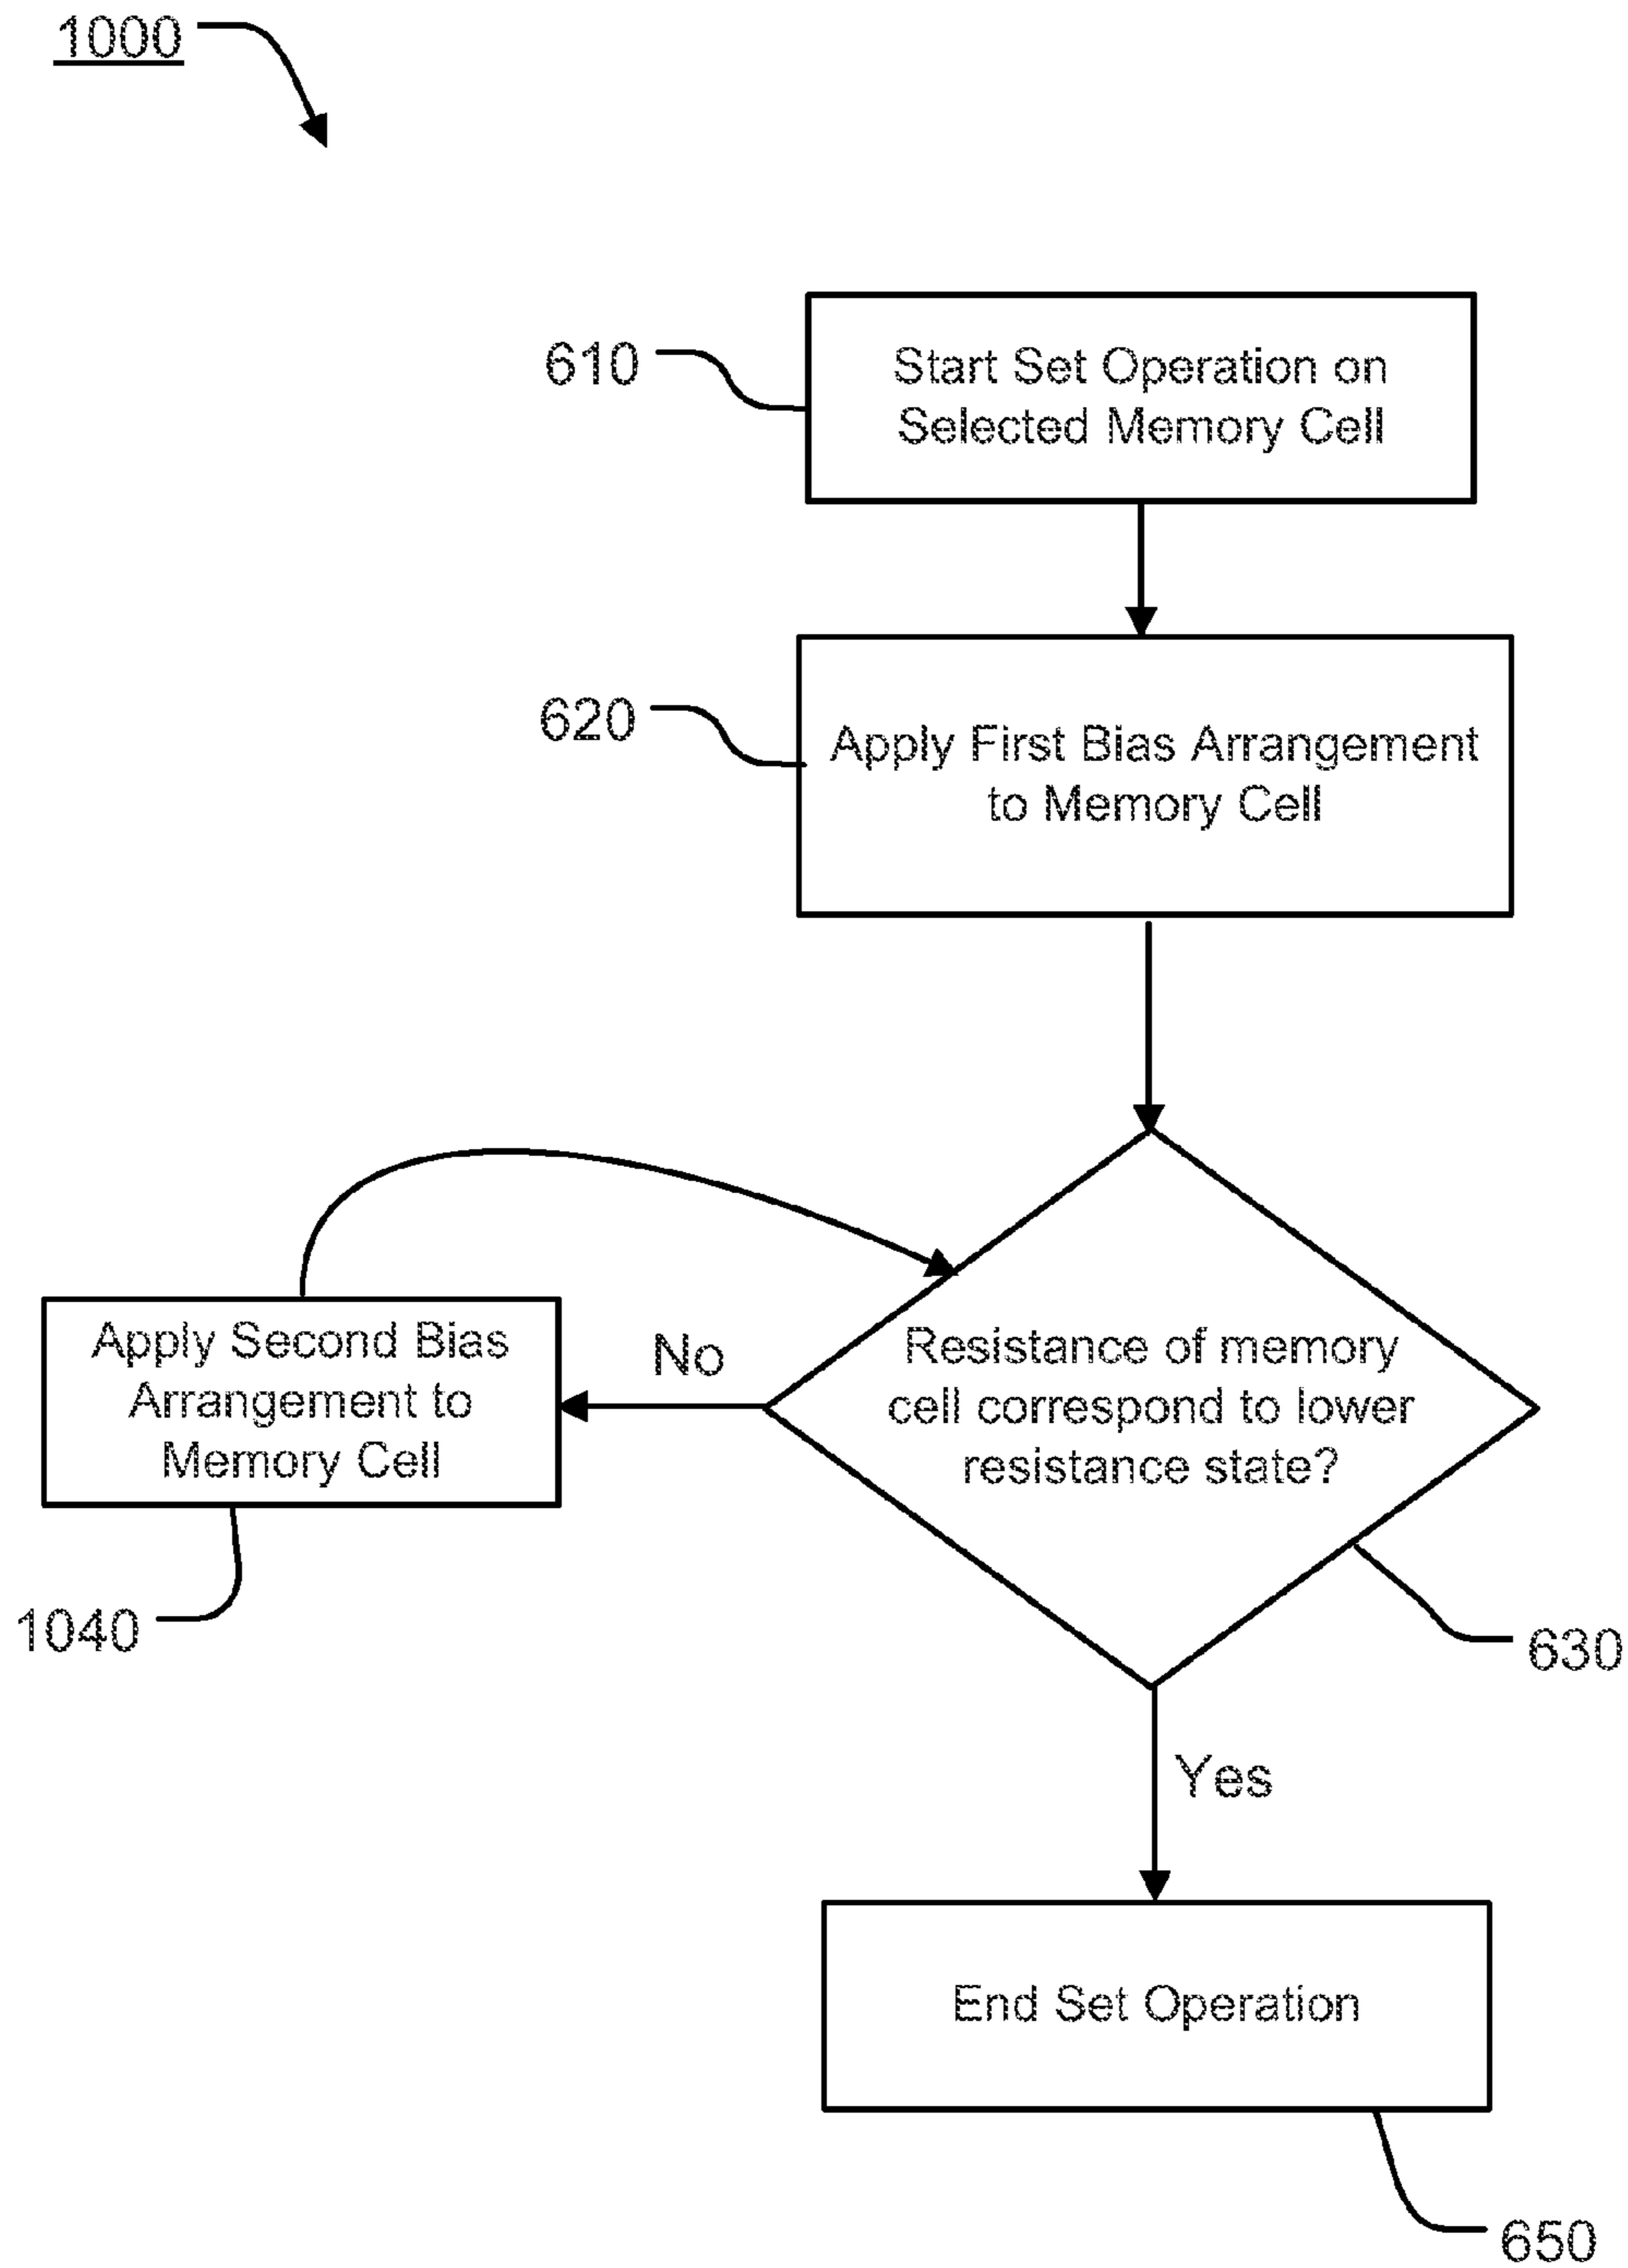 1000
610
Start Set Operation on
Selected Memory Cell
620
Apply First Bias Arrangement
to Memory Cell
Apply Second Bias
Arrangement to
Memory Cell
No
Resistance of memory
cell correspond to lower
resistance state?
1040
630
Yes
End Set Operation
650